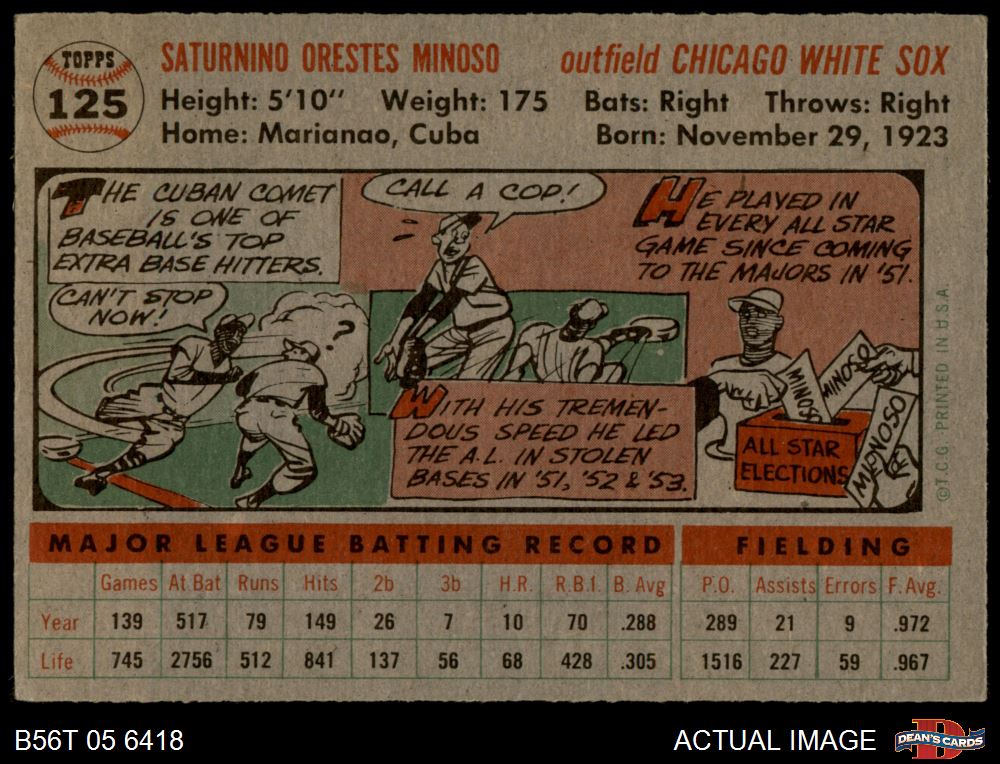 TOPPS
125
SATURNINO ORESTES MINOSO outfield CHICAGO WHITE SOX
Height: 5'10" Weight: 175 Bats: Right Throws: Right
Home: Marianao, Cuba Born: November 29, 1923
THE CUBAN COMET
IS ONE OF
BASEBALL'S TOP
EXTRA BASE HITTERS.
CAN'T STOP
NOW!
?
CALL A COP!
WITH HIS TREMEN-
DOUS SPEED HE LED
THE A.L. IN STOLEN
BASES IN '51, '52 & '53.
HE PLAYED IN
EVERY ALL STAR
GAME SINCE COMING
TO THE MAJORS IN '51.
MINOSO
MINOSO
MIONOSO
ALL STAR
ELECTIONS
© T.C.G. PRINTED IN U.S.A.
MAJOR LEAGUE BATTING RECORD FIELDING
Games At Bat Runs Hits 2b 3b H.R. R.B.I. B. Avg P.O. Assists Errors F. Avg.
Year 139 517 79 149 26 7 10 70 .288 289 21 9 .972
Life 745 2756 512 841 137 56 68 428 .305 1516 227 59 .967
B56T 05 6418 ACTUAL IMAGE
D
DEAN'S CARDS